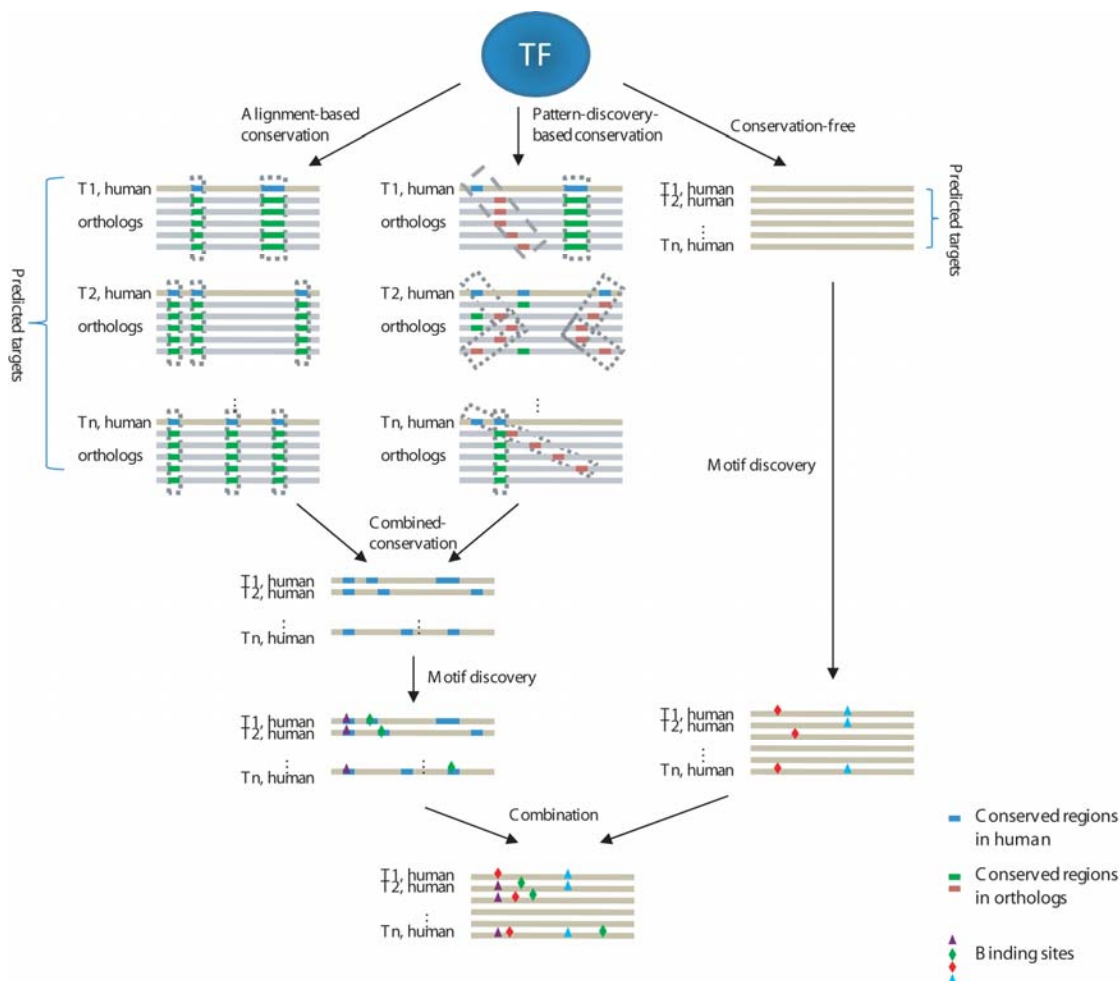 TF
Alignment-based
conservation
Pattern-discovery-
based conservation
Conservation-free
Predicted targets
T1, human
orthologs
T2, human
orthologs
Tn, human
orthologs
T1, human
orthologs
T2, human
orthologs
Tn, human
orthologs
T1, human
T2, human
Tn, human
Predicted targets
Combined-
conservation
T1, human
T2, human
Tn, human
Motif discovery
Motif discovery
T1, human
T2, human
Tn, human
T1, human
T2, human
Tn, human
Combination
T1, human
T2, human
Tn, human
Conserved regions
in human
Conserved regions
in orthologs
Binding sites